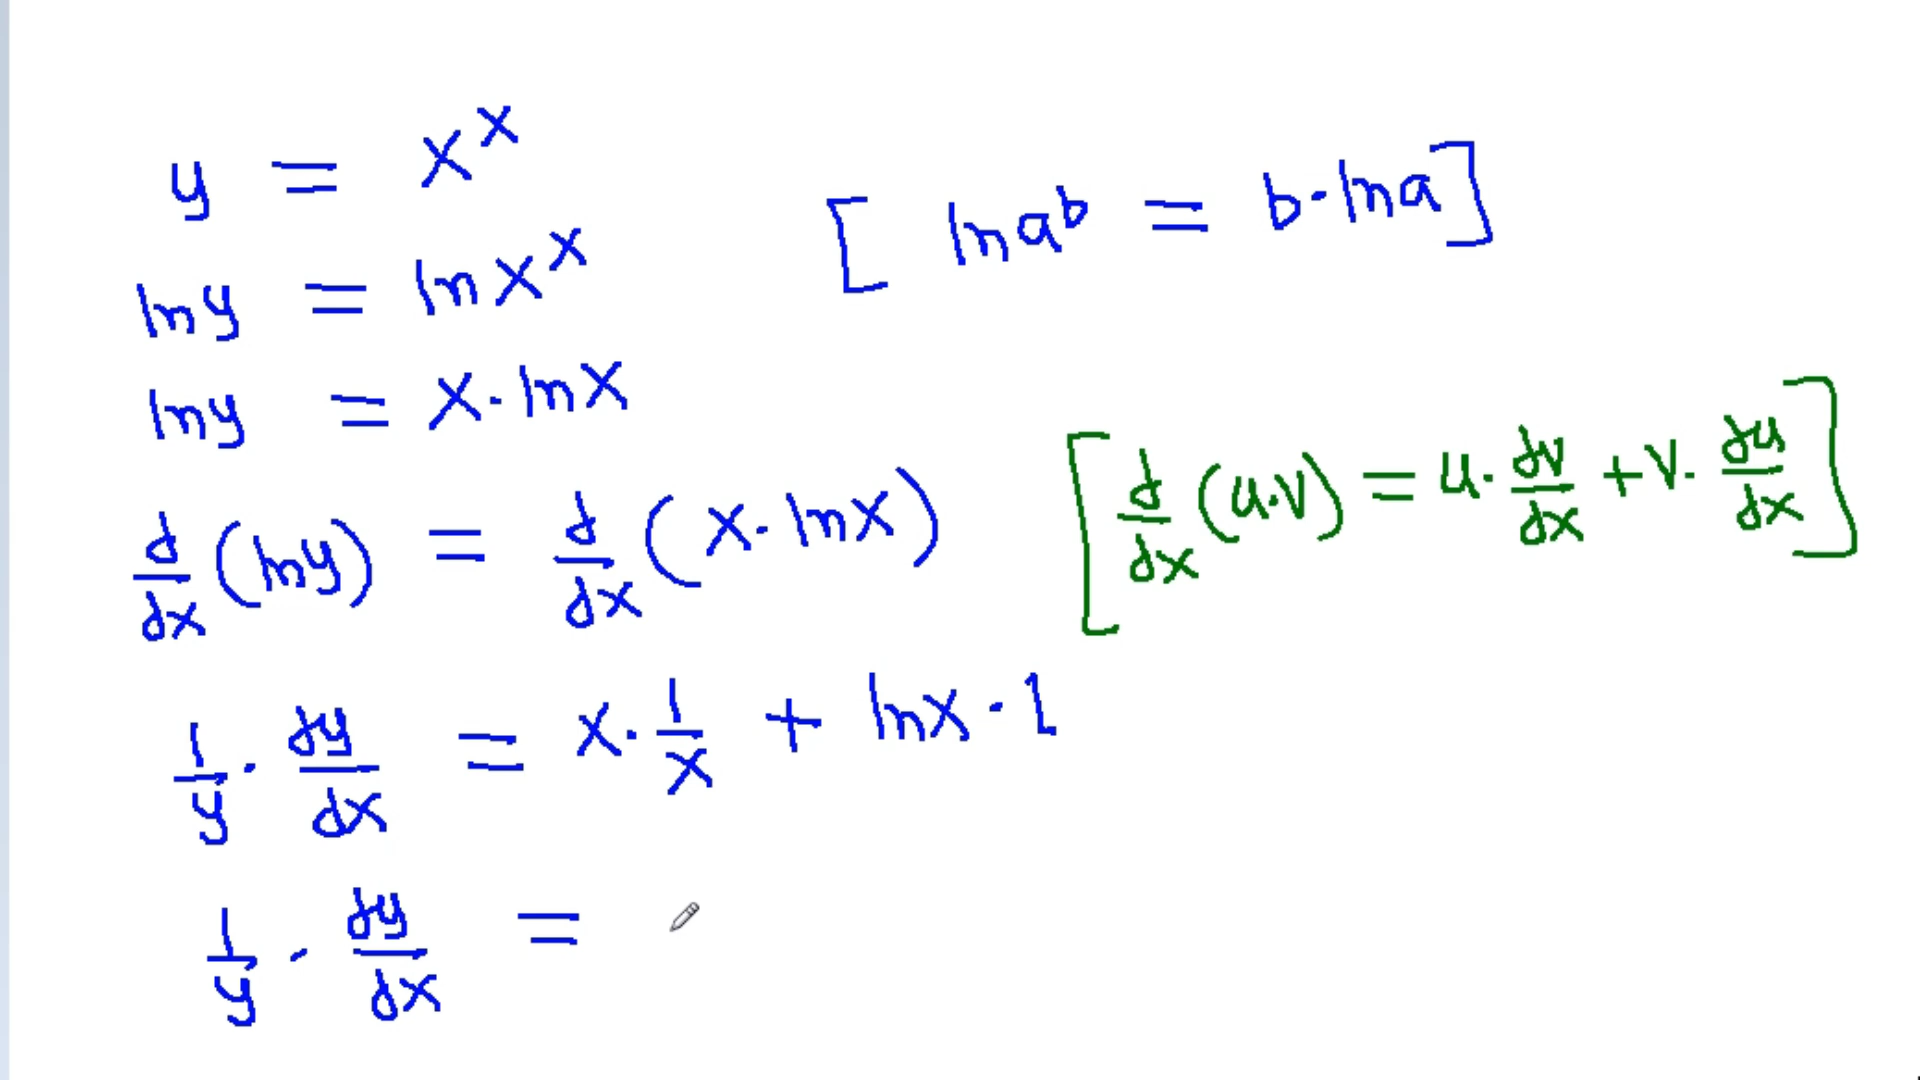 y = x^x
[ln a^b = b·ln a]
ln y = ln x^x
ln y = x·ln x
d/dx (ln y) = d/dx (x·ln x)
[d/dx (u·v) = u·dv/dx + v·du/dx]
1/y · dy/dx = x·1/x + ln x·1
1/y · dy/dx =